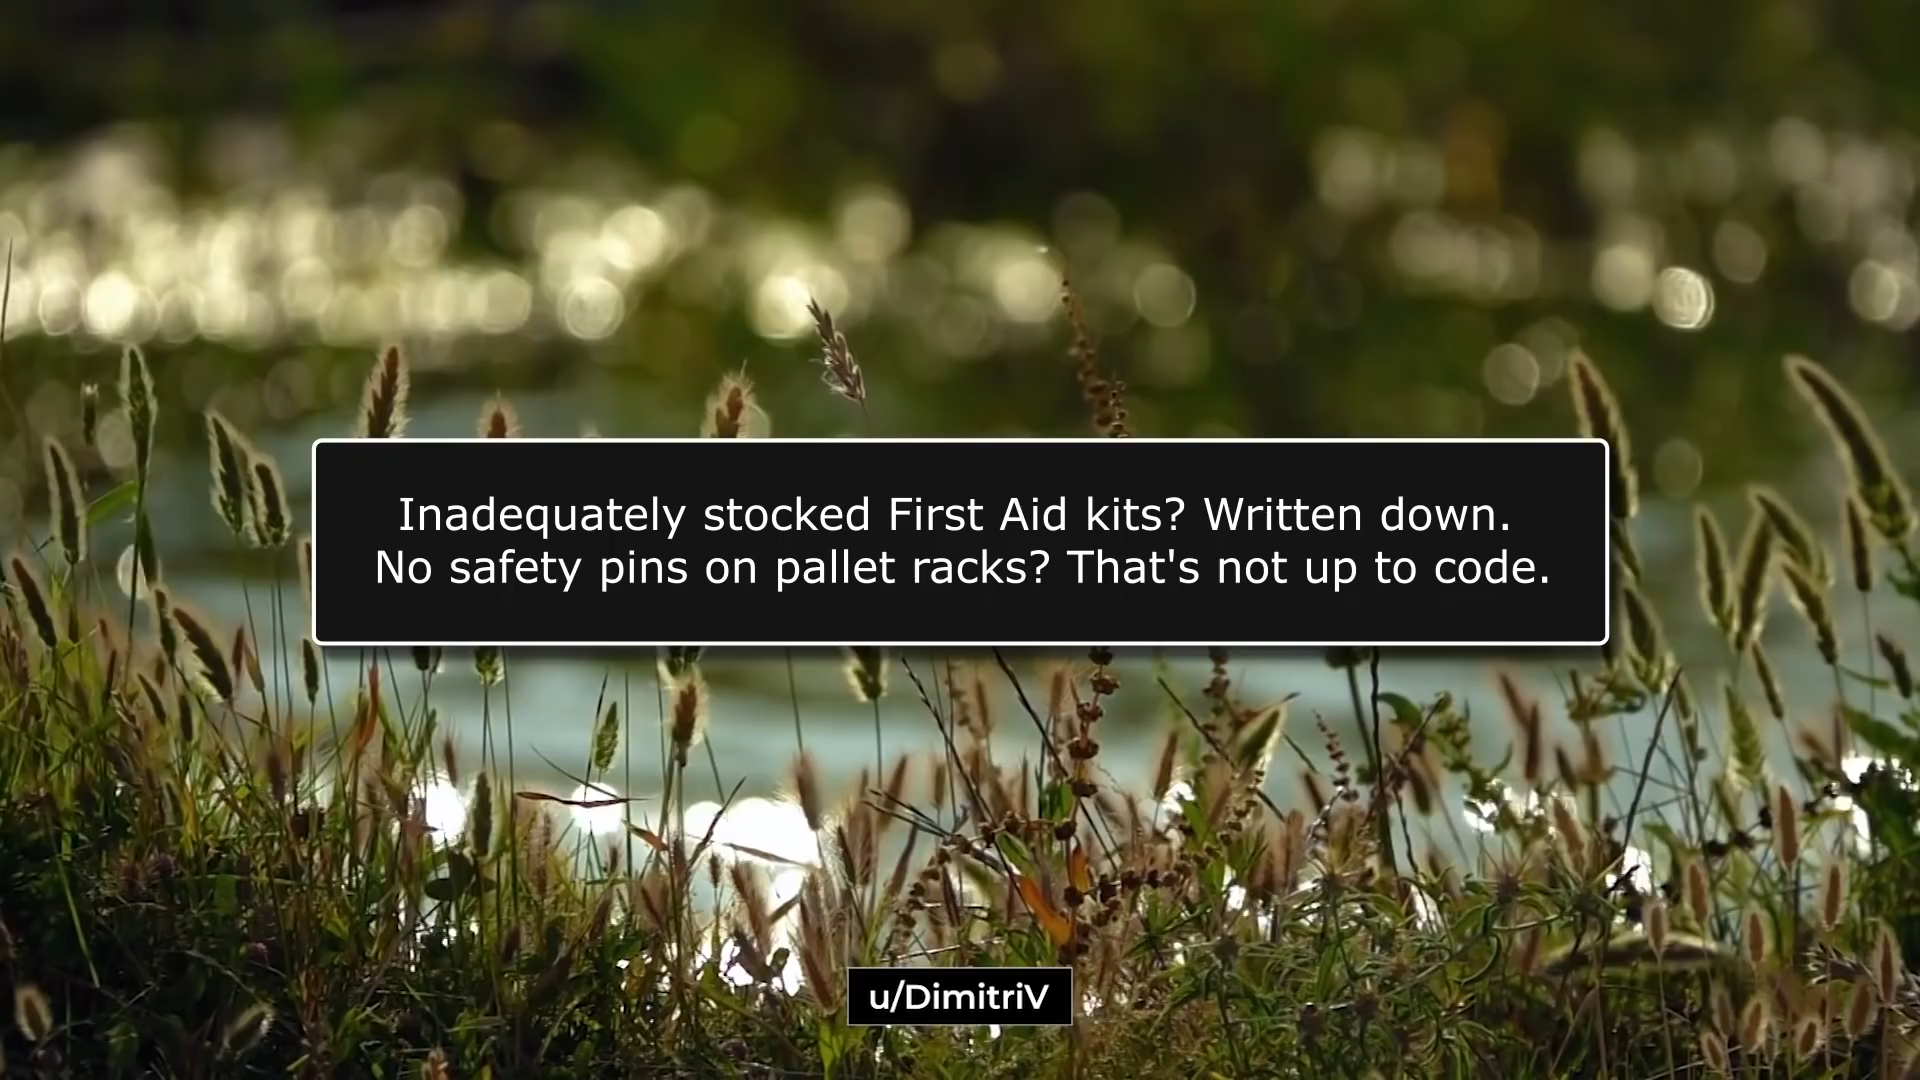 Inadequately stocked First Aid kits? Written down.
No safety pins on pallet racks? That's not up to code.
u/DimitriV